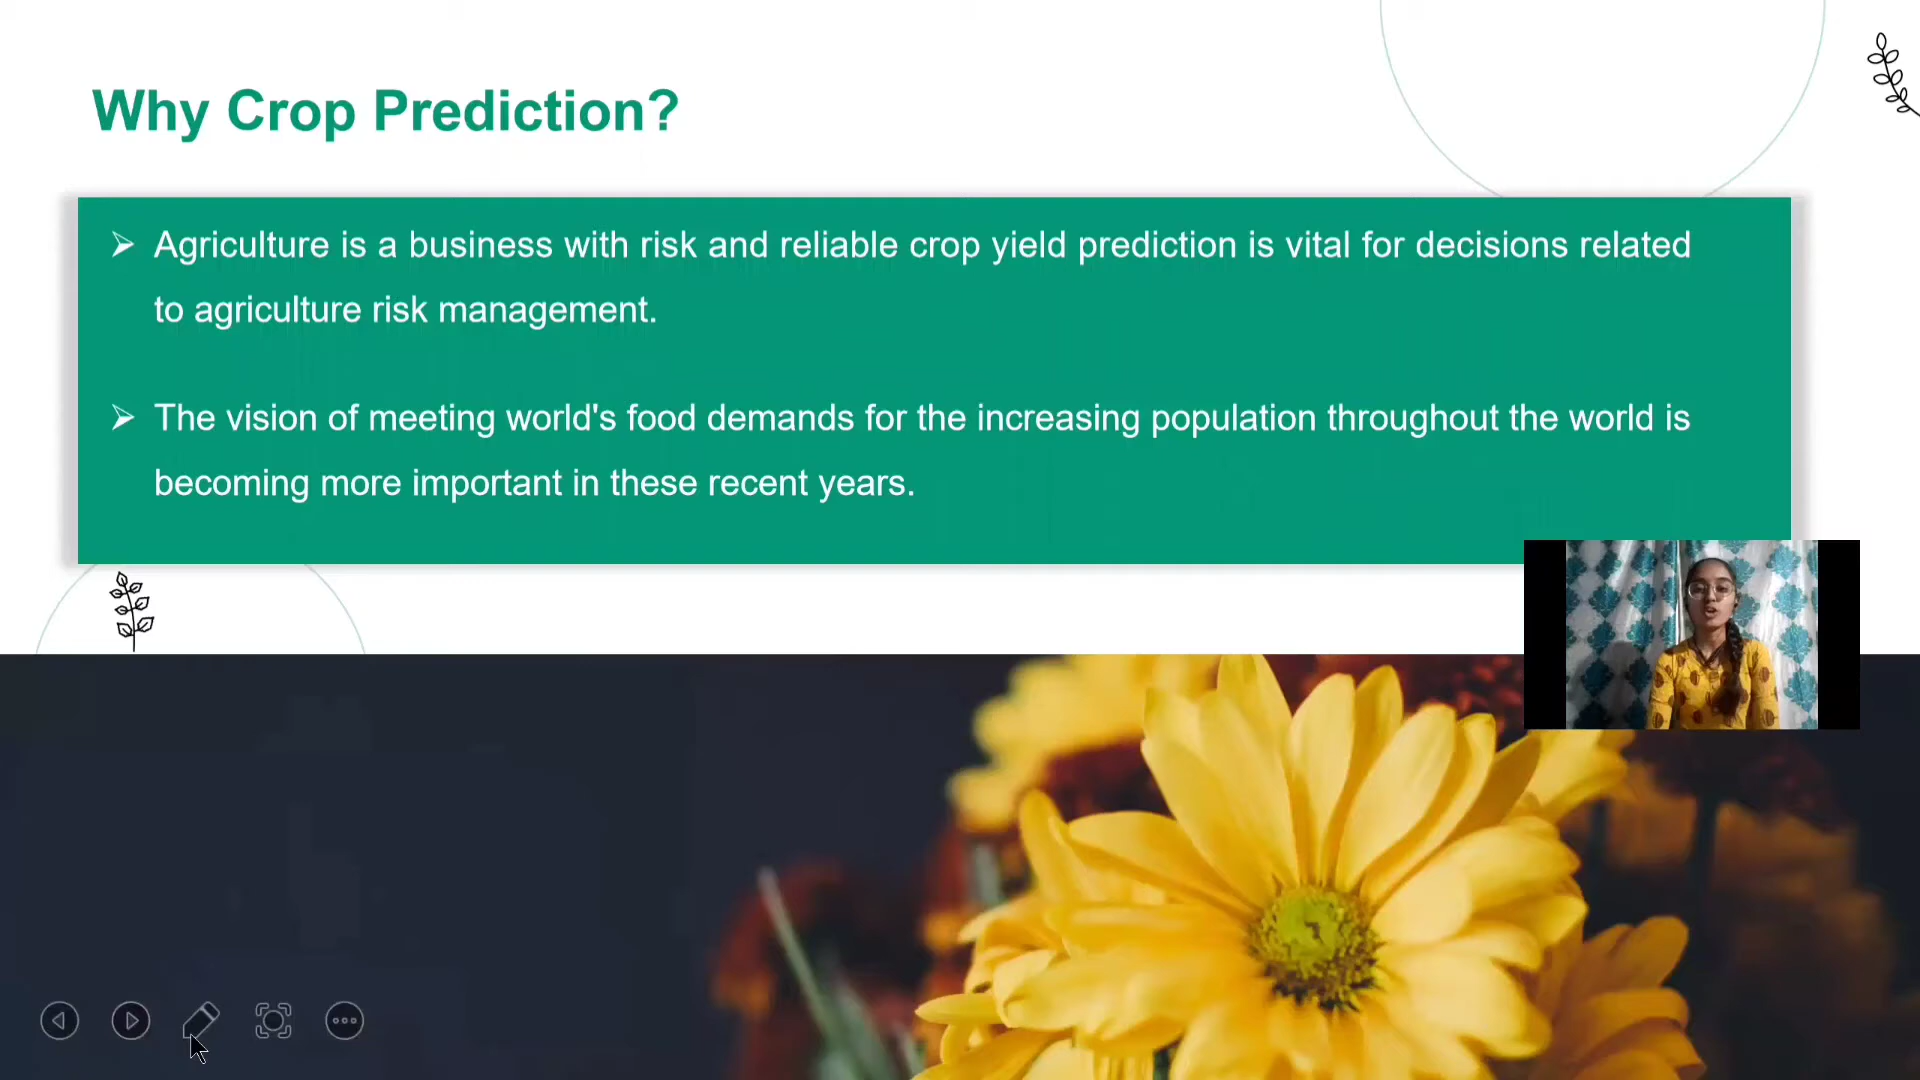 Why Crop Prediction?
Agriculture is a business with risk and reliable crop yield prediction is vital for decisions related
to agriculture risk management.
The vision of meeting world's food demands for the increasing population throughout the world is
becoming more important in these recent years.